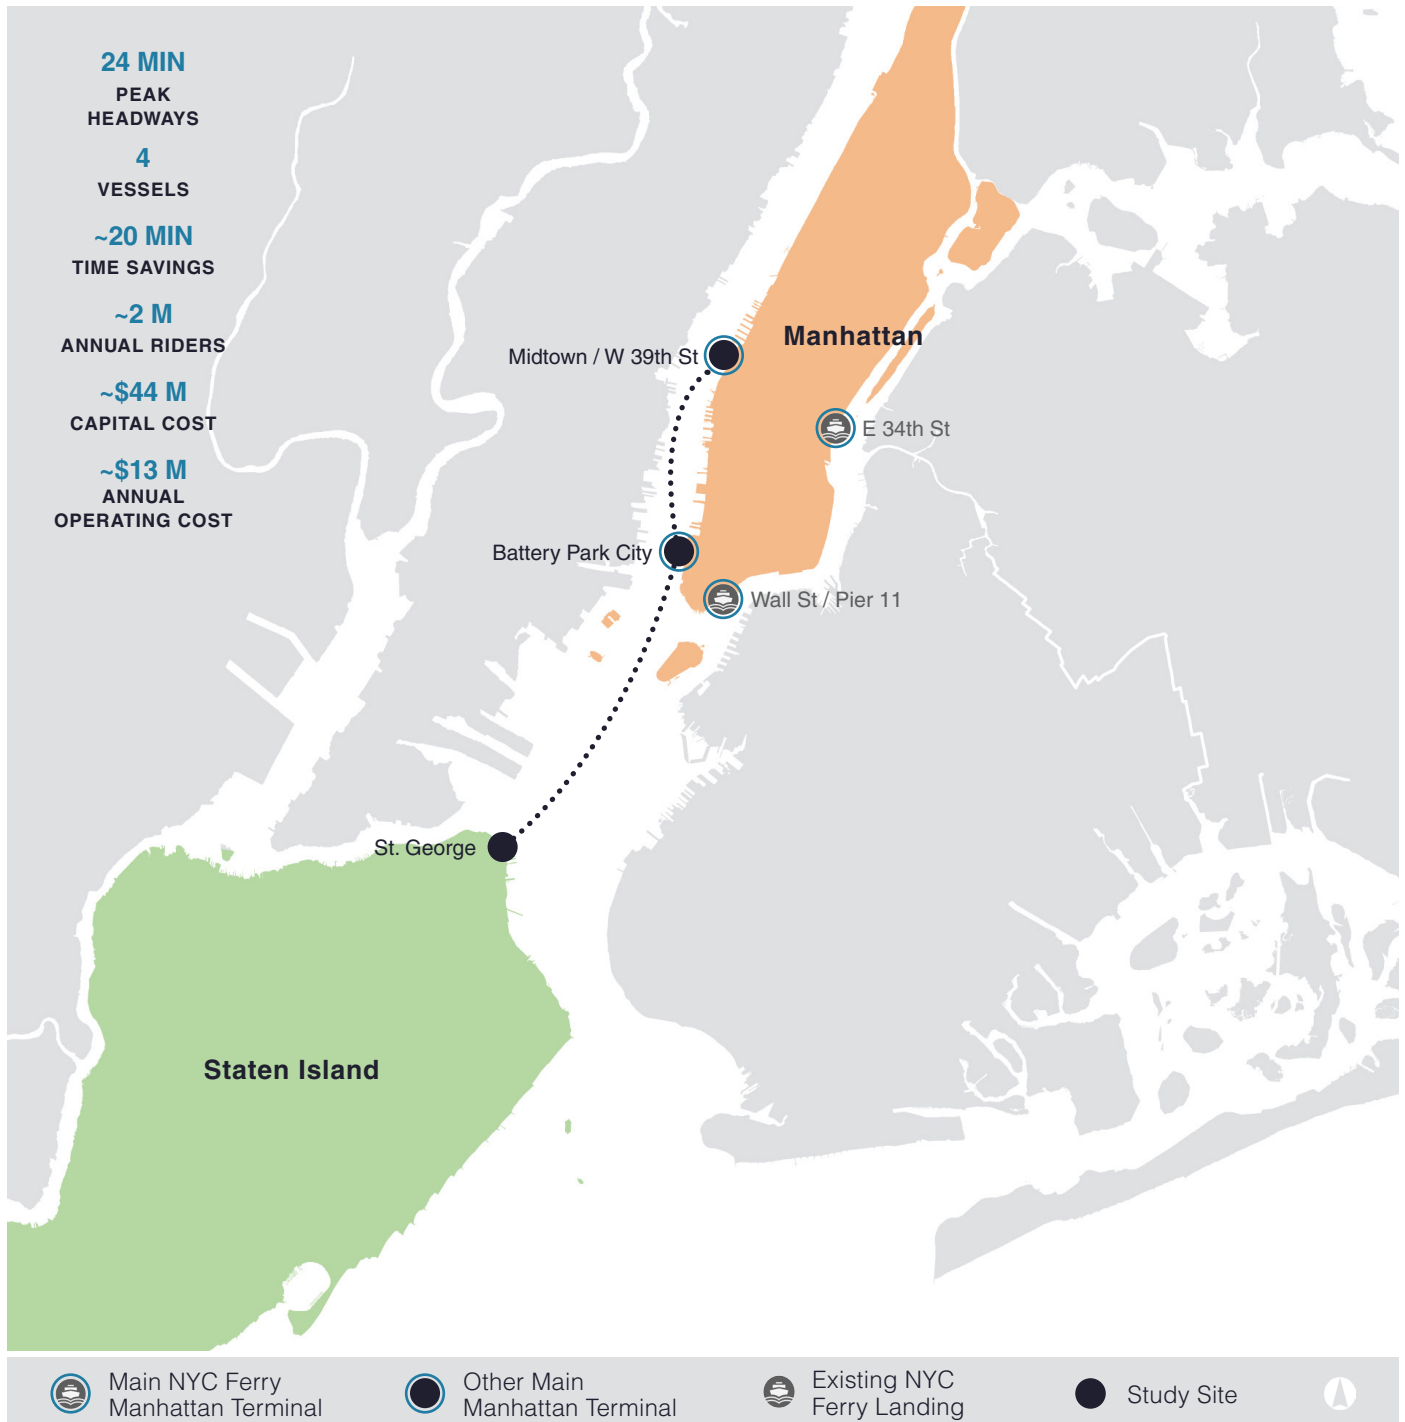 24 MIN
PEAK
HEADWAYS
4
VESSELS
~20 MIN
TIME SAVINGS
~2 M
ANNUAL RIDERS
~$44 M
CAPITAL COST
~$13 M
ANNUAL
OPERATING COST
Manhattan
Midtown / W 39th St
E 34th St
Battery Park City
Wall St / Pier 11
St. George
Staten Island
Main NYC Ferry
Manhattan Terminal
Other Main
Manhattan Terminal
Existing NYC
Ferry Landing
Study Site